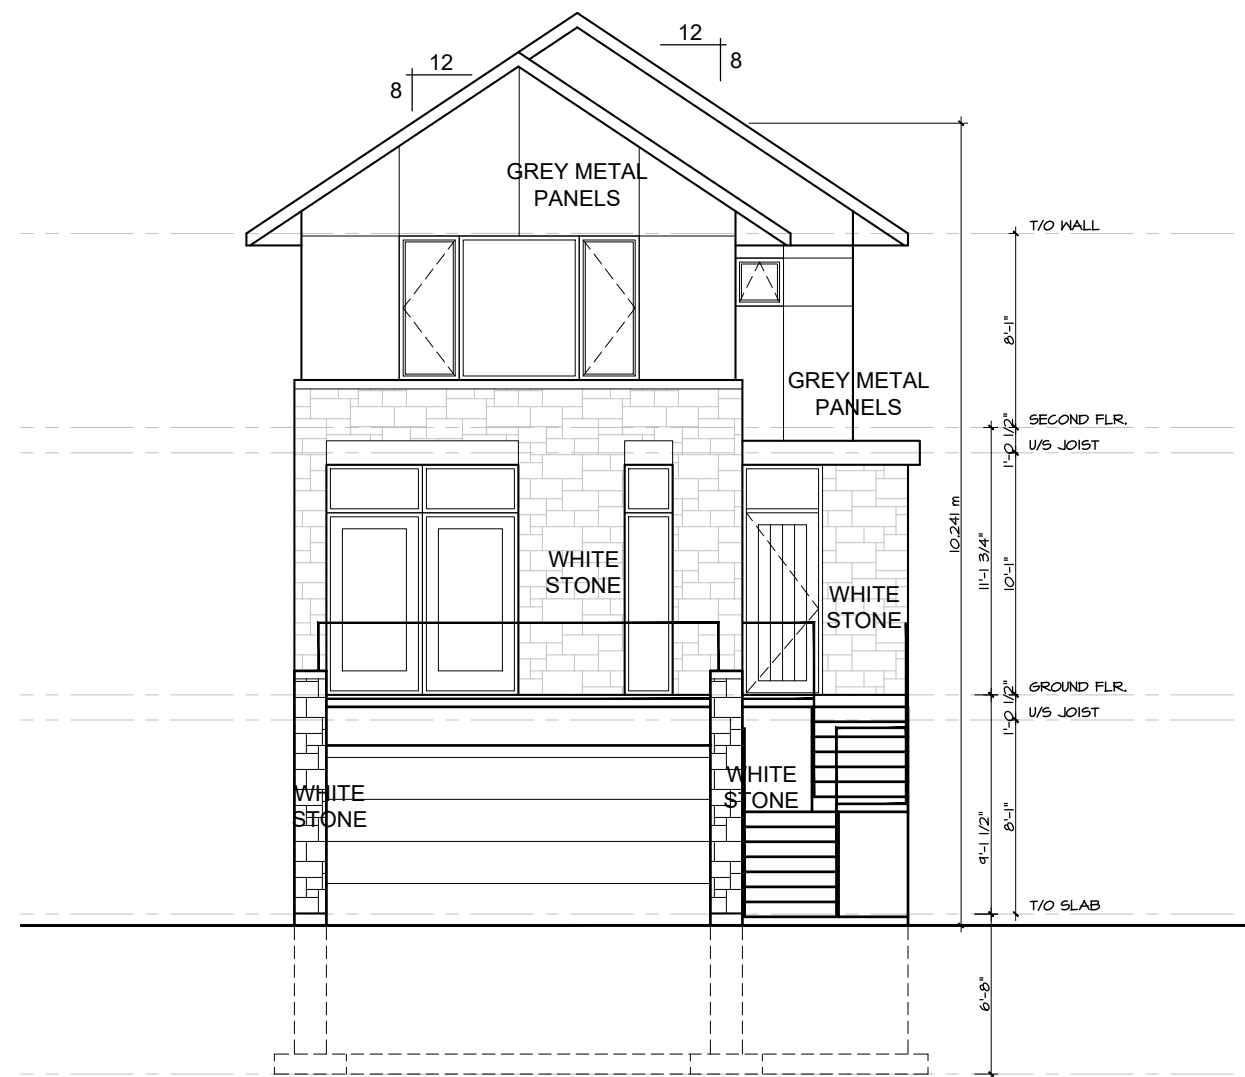 12
8
12
8
GREY METAL
PANELS
T/O WALL
8'-1"
GREY METAL
PANELS
SECOND FLR.
1'-0 1/2"
U/S JOIST
10.241 m
11'-1 3/4"
10'-1"
WHITE
STONE
WHITE
STONE
GROUND FLR.
1'-0 1/2"
U/S JOIST
WHITE
STONE
WHITE
STONE
9'-1 1/2"
8'-1"
T/O SLAB
6'-8"